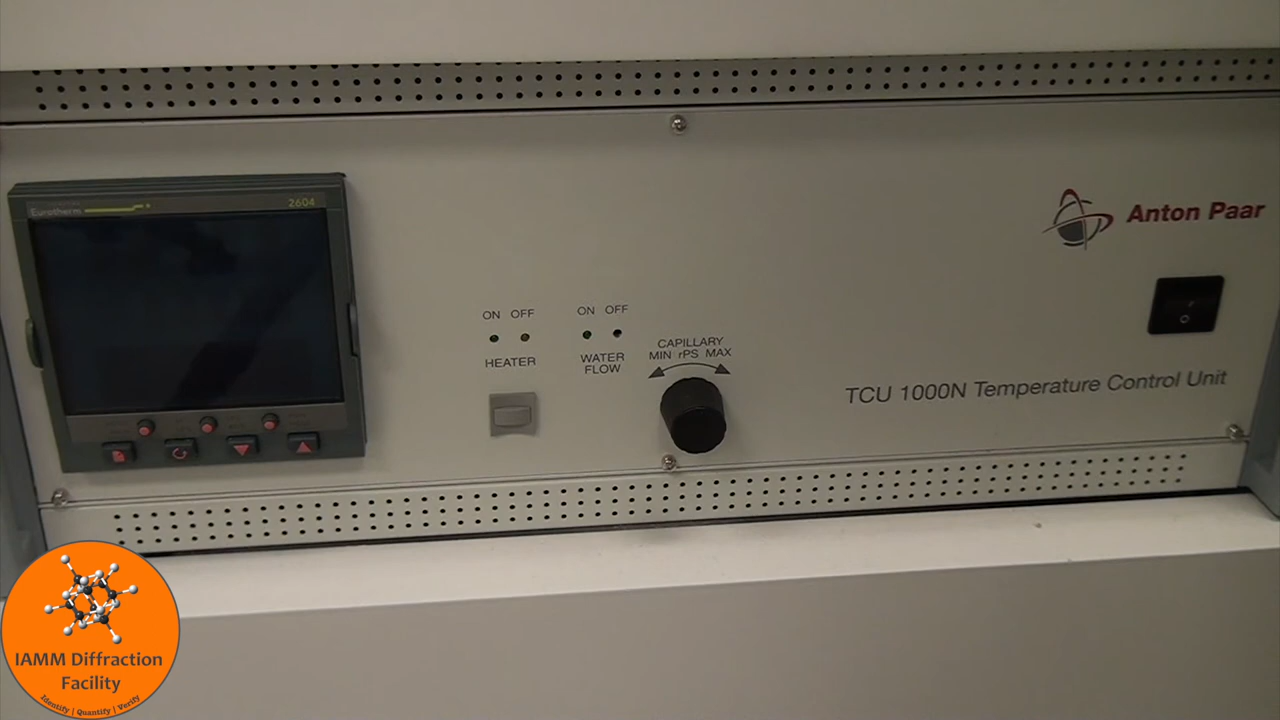 Eurotherm
2604
Anton Paar
ON OFF
ON OFF
HEATER
WATER
FLOW
CAPILLARY
MIN rPS MAX
TCU 1000N Temperature Control Unit
IAMM Diffraction
Facility
Identify | Quantify | Verify